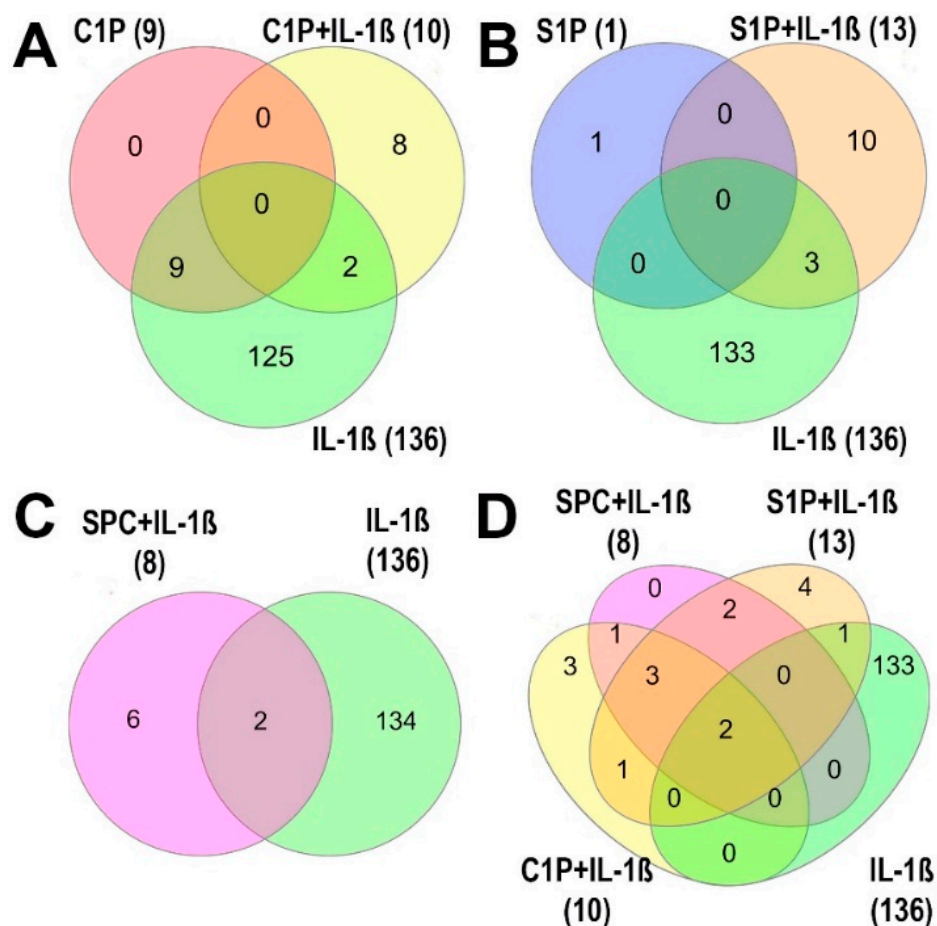 A
C1P (9)
C1P+IL-1ß (10)
0
0
8
0
9
2
125
IL-1ß (136)
B
S1P (1)
S1P+IL-1ß (13)
1
0
10
0
0
3
133
IL-1ß (136)
C
SPC+IL-1ß
(8)
IL-1ß
(136)
6
2
134
D
SPC+IL-1ß
(8)
S1P+IL-1ß
(13)
0
2
4
1
1
3
3
0
133
2
1
0
0
0
0
C1P+IL-1ß
(10)
IL-1ß
(136)